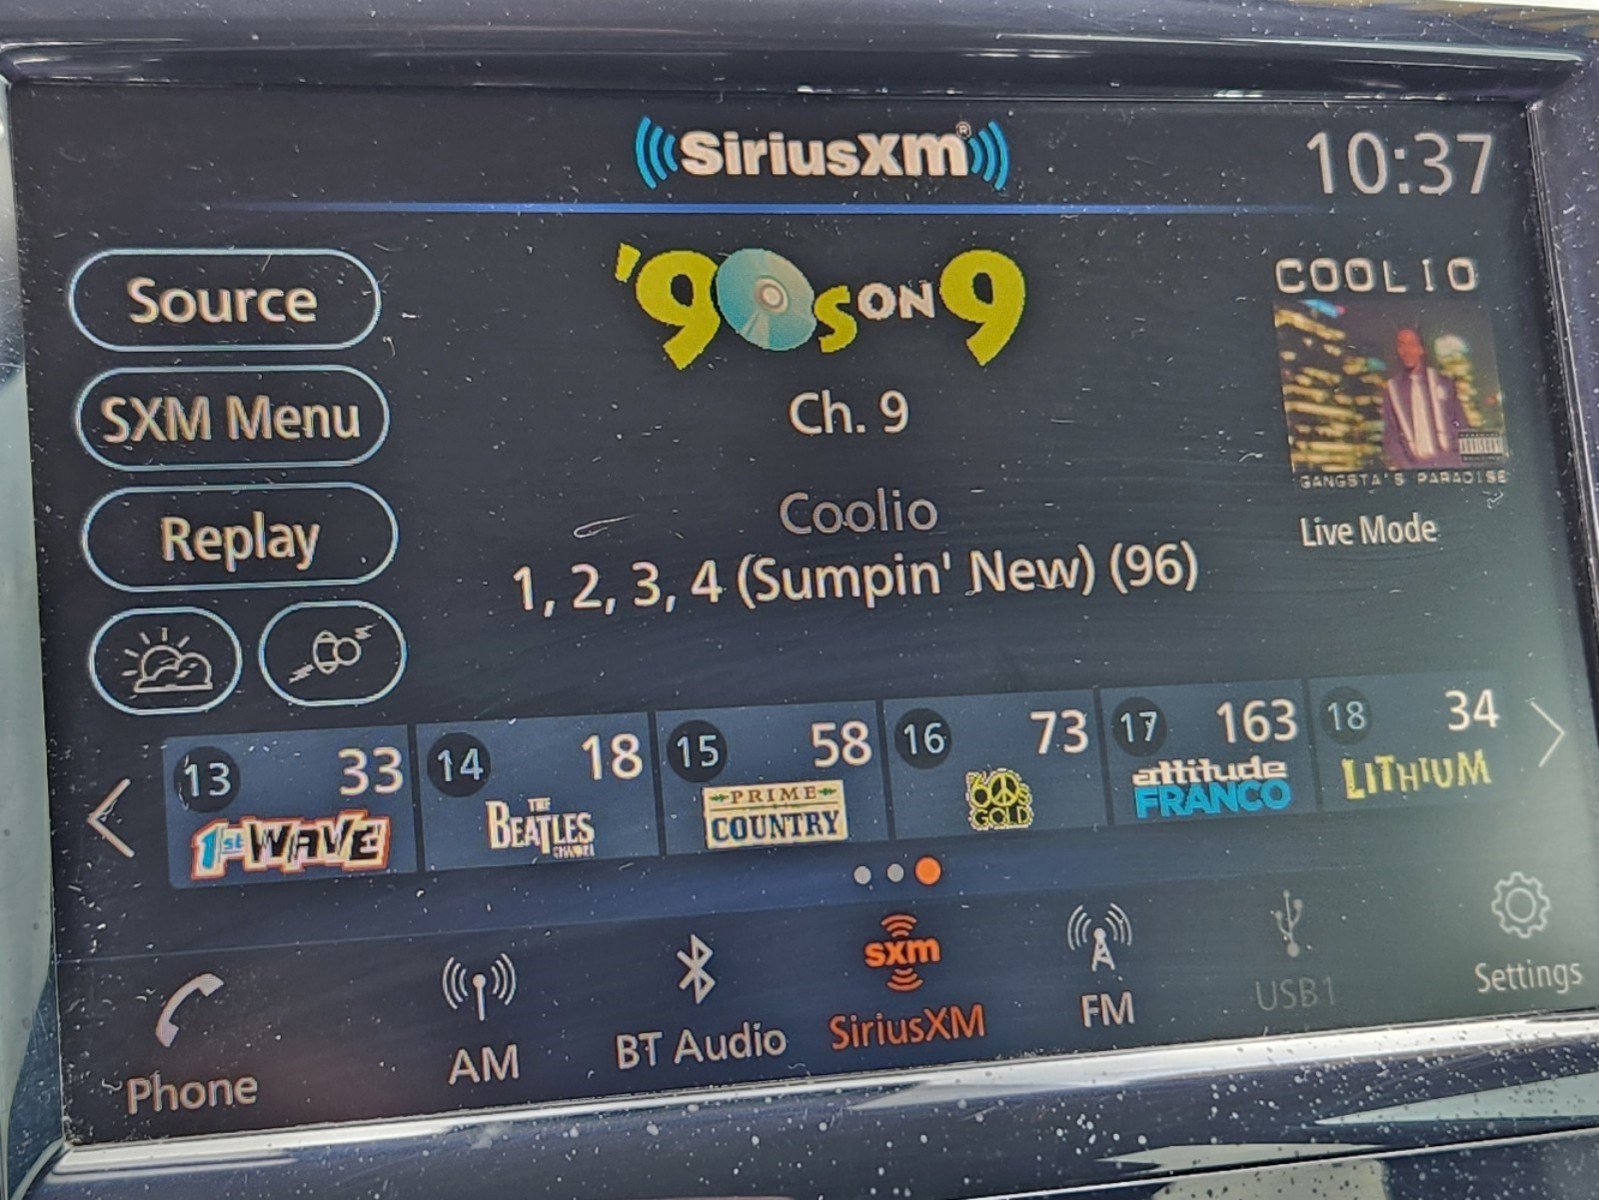 SiriusXM®
10:37
Source
SXM Menu
Replay
'90s ON 9
Ch. 9
Coolio
1, 2, 3, 4 (Sumpin' New) (96)
COOLIO
ADVISORY
GANGSTA'S PARADISE
Live Mode
13 33
1st WAVE
14 18
THE
BEATLES
CHANNEL
15 58
PRIME
COUNTRY
16 73
60s
GOLD
17 163
attitude
FRANCO
18 34
LITHIUM
Phone
AM
BT Audio
sxm
SiriusXM
FM
USB1
Settings